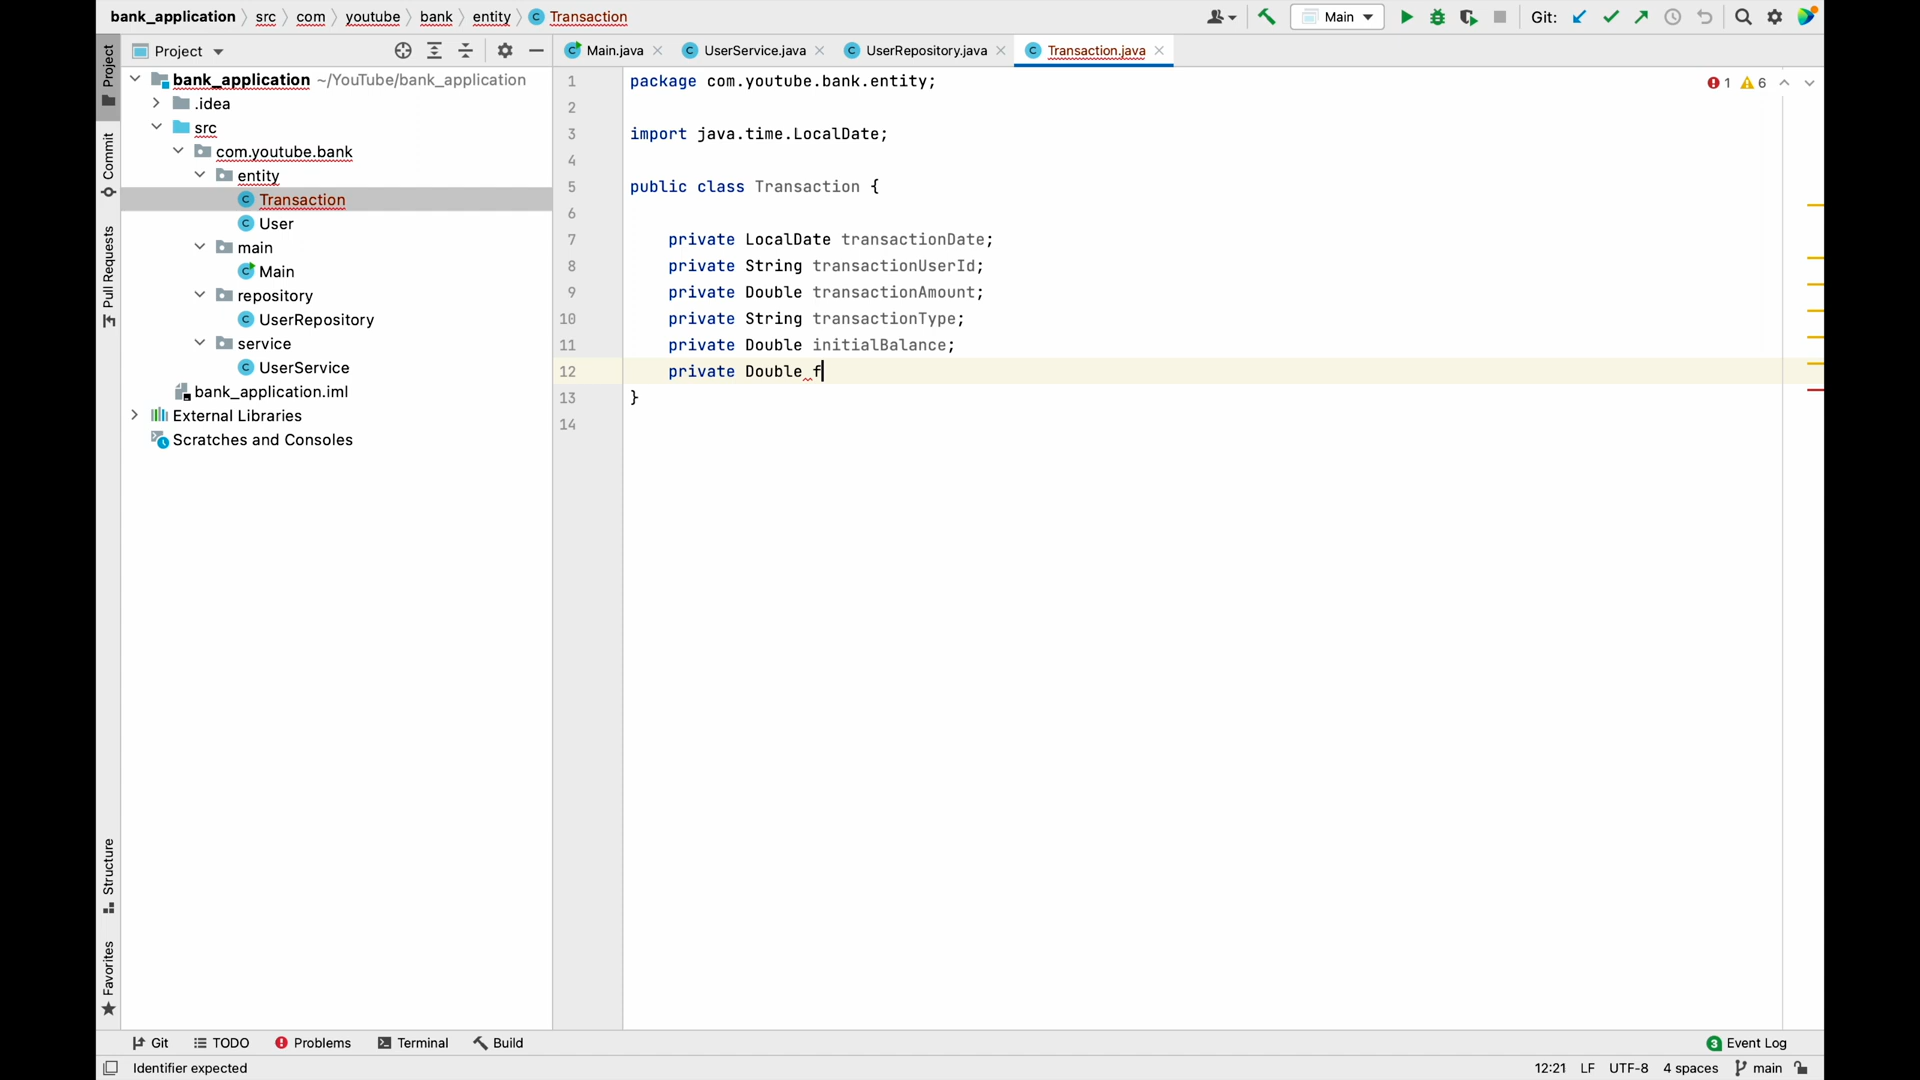 bank_application src com youtube bank entity Transaction
Main
Git:
Project
Main.java
UserService.java
UserRepository.java
Transaction.java
Project
Commit
Pull Requests
Structure
Favorites
bank_application ~/YouTube/bank_application
.idea
src
com.youtube.bank
entity
Transaction
User
main
Main
repository
UserRepository
service
UserService
bank_application.iml
External Libraries
Scratches and Consoles
1 package com.youtube.bank.entity;
2
3 import java.time.LocalDate;
4
5 public class Transaction {
6
7 private LocalDate transactionDate;
8 private String transactionUserId;
9 private Double transactionAmount;
10 private String transactionType;
11 private Double initialBalance;
12 private Double f
13 }
14
1 6
Git TODO Problems Terminal Build
3 Event Log
Identifier expected
12:21 LF UTF-8 4 spaces main